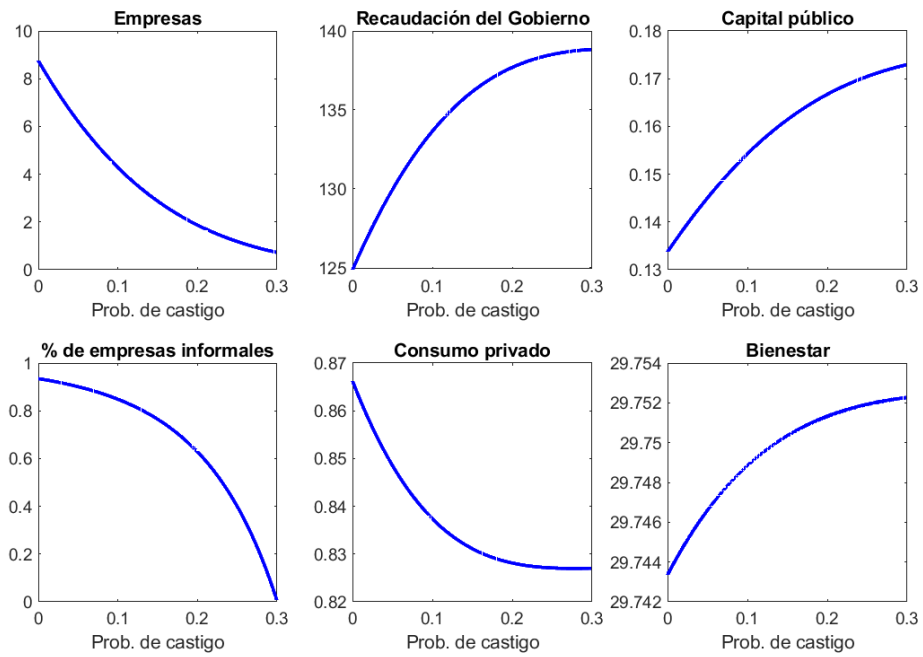 Empresas
10
8
6
4
2
0
0 0.1 0.2 0.3
Prob. de castigo
Recaudación del Gobierno
140
135
130
125
0 0.1 0.2 0.3
Prob. de castigo
Capital público
0.18
0.17
0.16
0.15
0.14
0.13
0 0.1 0.2 0.3
Prob. de castigo
% de empresas informales
1
0.8
0.6
0.4
0.2
0
0 0.1 0.2 0.3
Prob. de castigo
Consumo privado
0.87
0.86
0.85
0.84
0.83
0.82
0 0.1 0.2 0.3
Prob. de castigo
Bienestar
29.754
29.752
29.75
29.748
29.746
29.744
29.742
0 0.1 0.2 0.3
Prob. de castigo